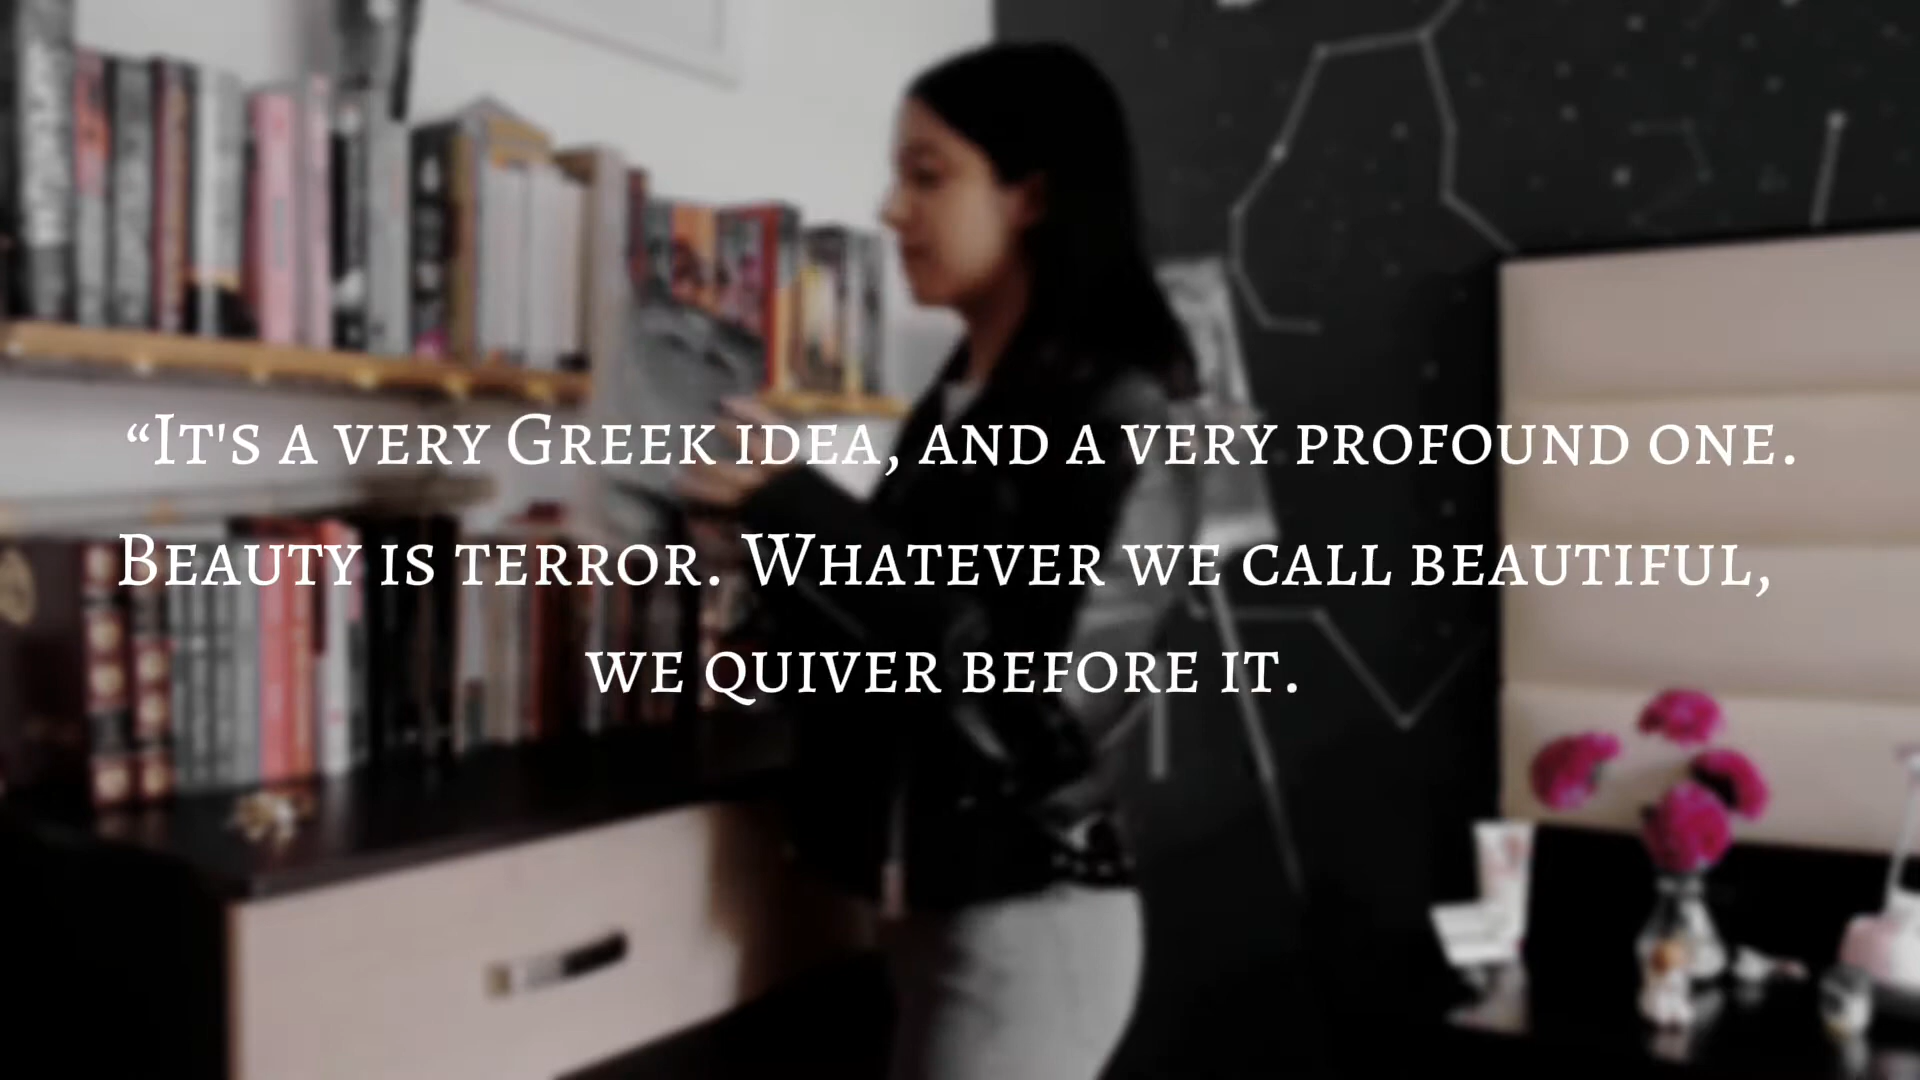 “It's a very Greek idea, and a very profound one.
Beauty is terror. Whatever we call beautiful,
we quiver before it.